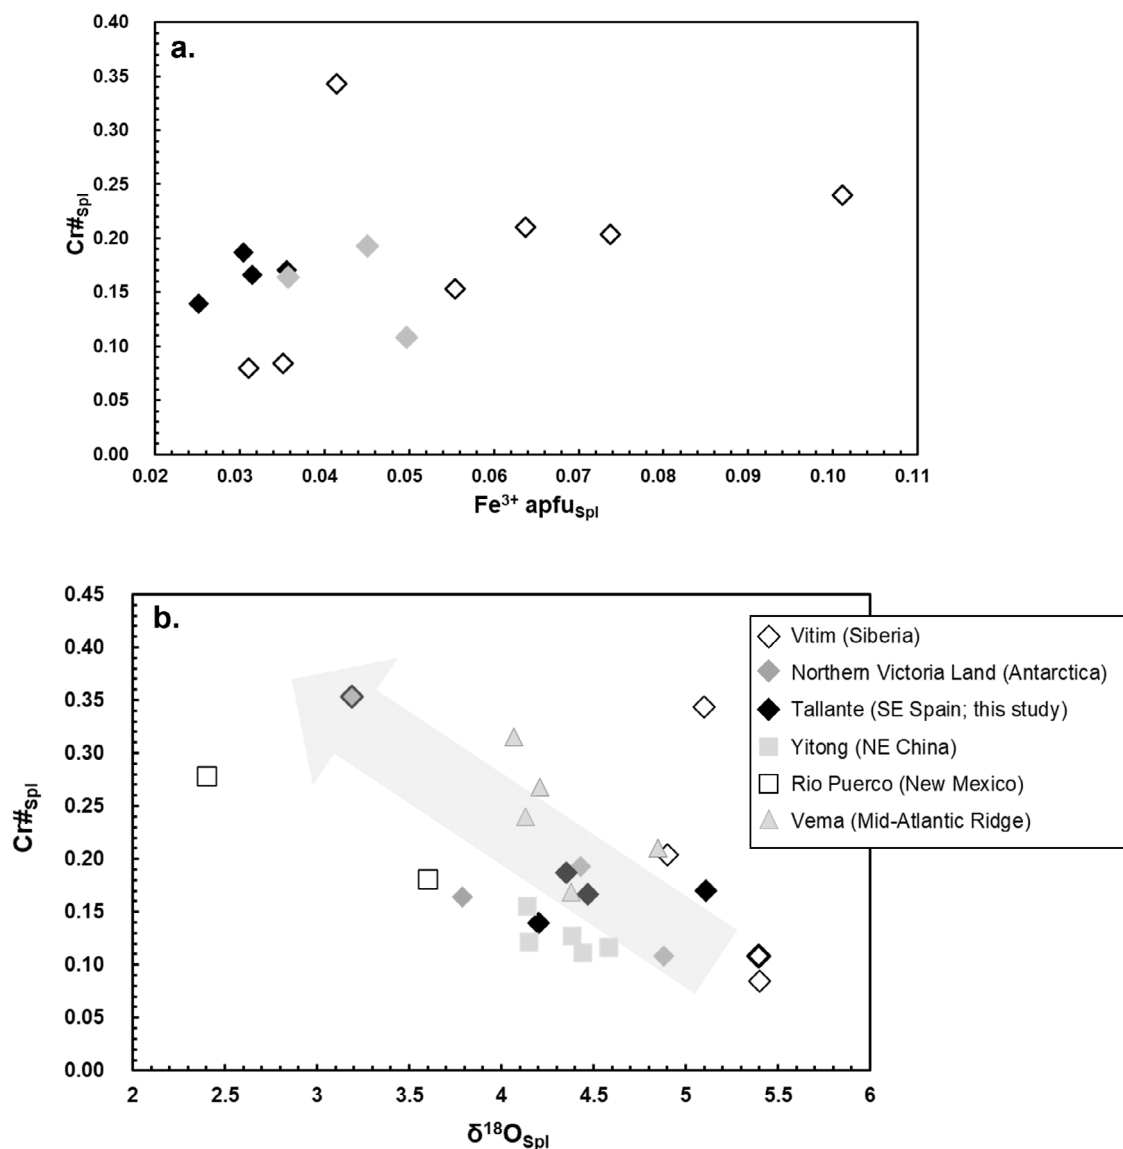 a.
0.40
0.35
0.30
0.25
0.20
0.15
0.10
0.05
0.00
Cr#Spl
0.02 0.03 0.04 0.05 0.06 0.07 0.08 0.09 0.10 0.11
Fe³⁺ apfuSpl
b.
0.45
0.40
0.35
0.30
0.25
0.20
0.15
0.10
0.05
0.00
Cr#Spl
2 2.5 3 3.5 4 4.5 5 5.5 6
δ¹⁸OSpl
Vitim (Siberia)
Northern Victoria Land (Antarctica)
Tallante (SE Spain; this study)
Yitong (NE China)
Rio Puerco (New Mexico)
Vema (Mid-Atlantic Ridge)